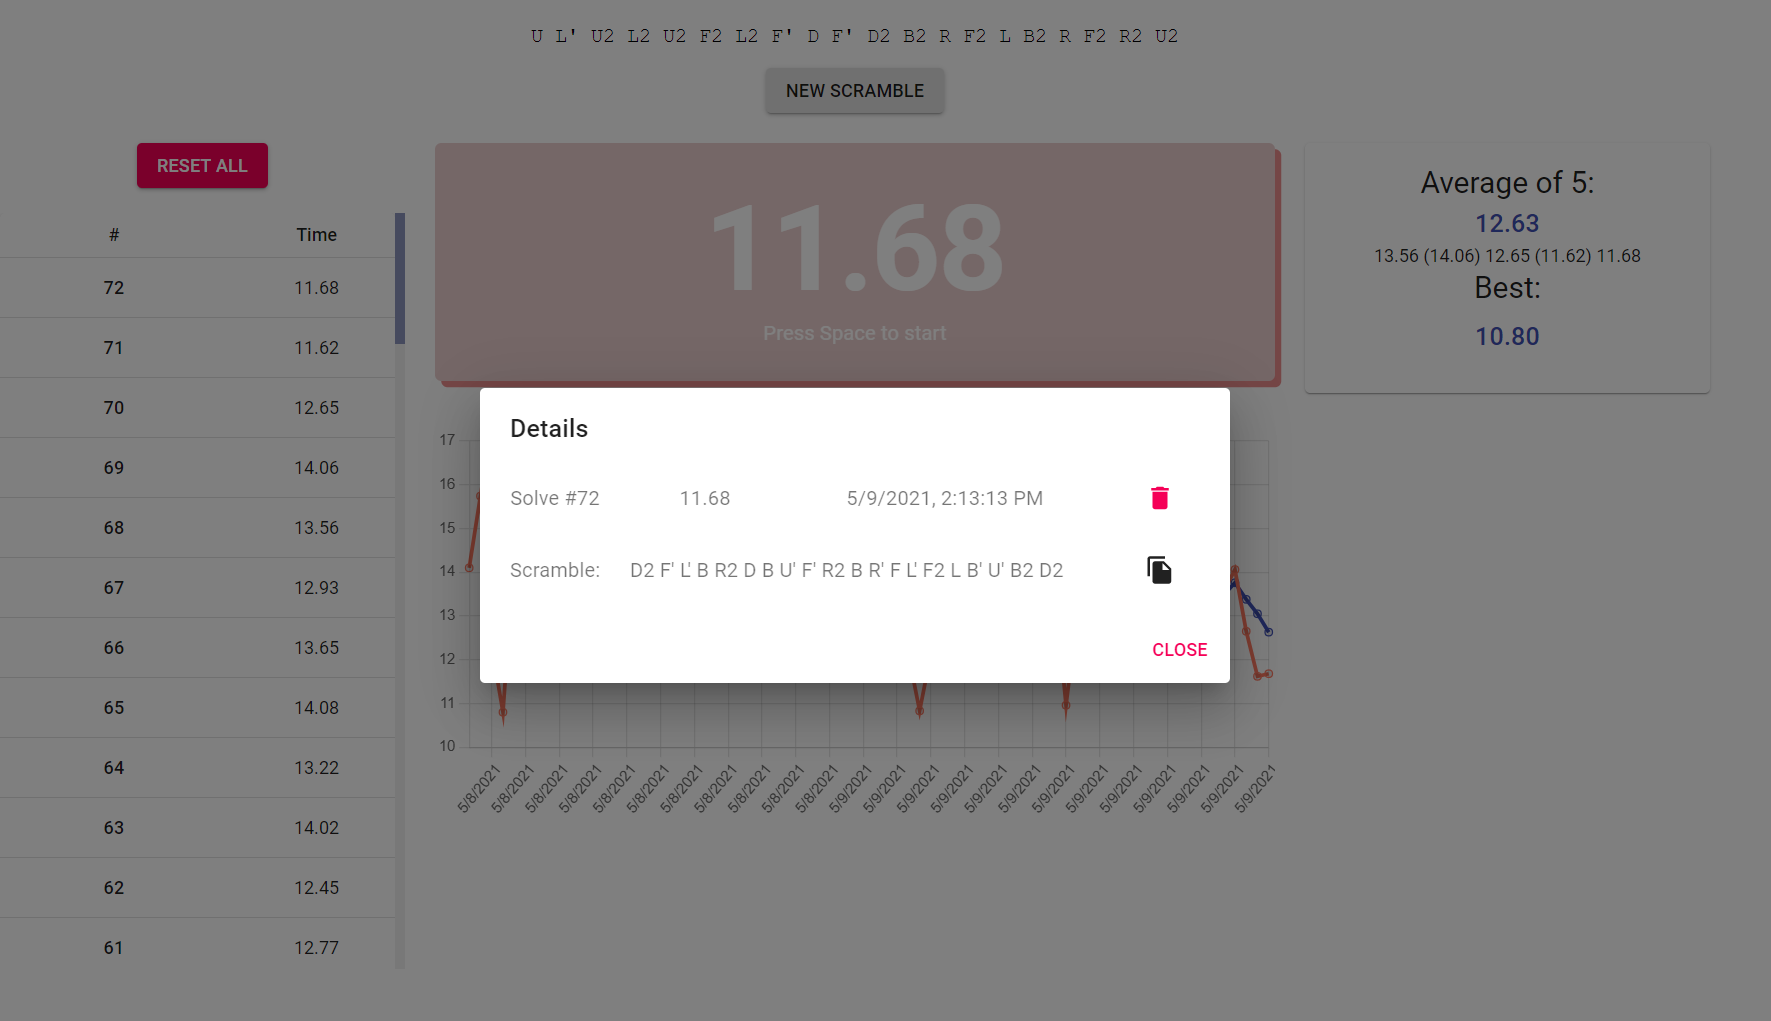 U L' U2 L2 U2 F2 L2 F' D F' D2 B2 R F2 L B2 R F2 R2 U2
NEW SCRAMBLE
RESET ALL
# Time
72 11.68
71 11.62
70 12.65
69 14.06
68 13.56
67 12.93
66 13.65
65 14.08
64 13.22
63 14.02
62 12.45
61 12.77
11.68
Press Space to start
Average of 5:
12.63
13.56 (14.06) 12.65 (11.62) 11.68
Best:
10.80
Details
Solve #72 11.68 5/9/2021, 2:13:13 PM
Scramble: D2 F' L' B R2 D B U' F' R2 B R' F L' F2 L B' U' B2 D2
CLOSE
17
16
15
14
13
12
11
10
5/8/2021 5/8/2021 5/8/2021 5/8/2021 5/8/2021 5/8/2021 5/8/2021 5/8/2021 5/8/2021 5/8/2021 5/8/2021 5/9/2021 5/9/2021 5/9/2021 5/9/2021 5/9/2021 5/9/2021 5/9/2021 5/9/2021 5/9/2021 5/9/2021 5/9/2021 5/9/2021 5/9/2021